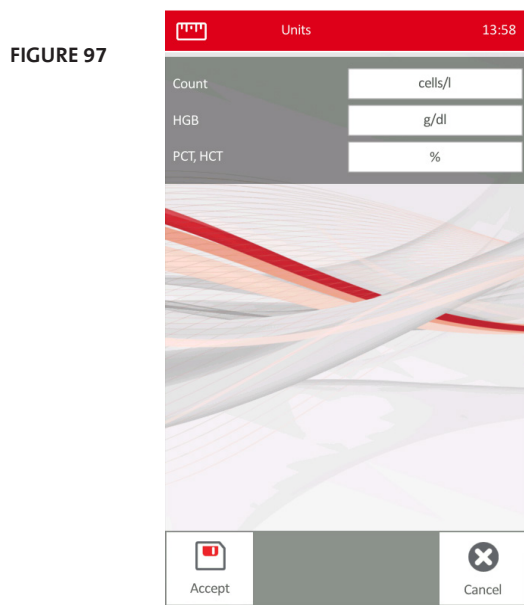 FIGURE 97
Units 13:58
Count cells/l
HGB g/dl
PCT, HCT %
Accept Cancel